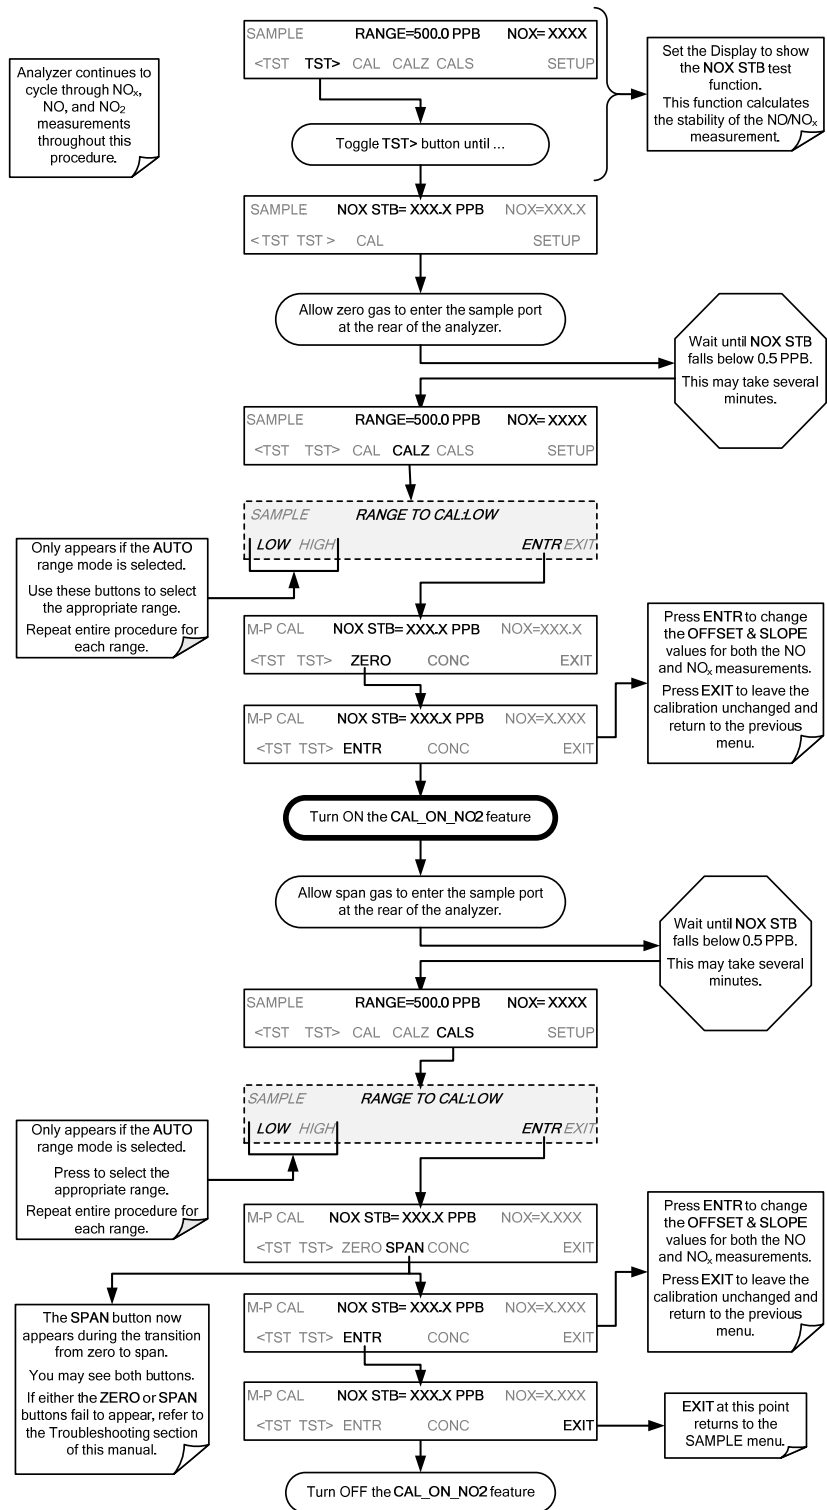 SAMPLE RANGE=500.0 PPB NOX= XXXX
<TST TST> CAL CALZ CALS SETUP
Analyzer continues to
cycle through NOₓ,
NO, and NO₂
measurements
throughout this
procedure.
Set the Display to show
the NOX STB test
function.
This function calculates
the stability of the NO/NOₓ
measurement.
Toggle TST> button until ...
SAMPLE NOX STB= XXX.X PPB NOX=XXX.X
< TST TST > CAL SETUP
Allow zero gas to enter the sample port
at the rear of the analyzer.
Wait until NOX STB
falls below 0.5 PPB.
This may take several
minutes.
SAMPLE RANGE=500.0 PPB NOX= XXXX
<TST TST> CAL CALZ CALS SETUP
SAMPLE RANGE TO CAL:LOW
LOW HIGH ENTR EXIT
Only appears if the AUTO
range mode is selected.
Use these buttons to select
the appropriate range.
Repeat entire procedure for
each range.
M-P CAL NOX STB= XXX.X PPB NOX=XXX.X
<TST TST> ZERO CONC EXIT
Press ENTR to change
the OFFSET & SLOPE
values for both the NO
and NOₓ measurements.
Press EXIT to leave the
calibration unchanged and
return to the previous
menu.
M-P CAL NOX STB= XXX.X PPB NOX=X.XXX
<TST TST> ENTR CONC EXIT
Turn ON the CAL_ON_NO2 feature
Allow span gas to enter the sample port
at the rear of the analyzer.
Wait until NOX STB
falls below 0.5 PPB.
This may take several
minutes.
SAMPLE RANGE=500.0 PPB NOX= XXXX
<TST TST> CAL CALZ CALS SETUP
SAMPLE RANGE TO CAL:LOW
LOW HIGH ENTR EXIT
Only appears if the AUTO
range mode is selected.
Press to select the
appropriate range.
Repeat entire procedure for
each range.
M-P CAL NOX STB= XXX.X PPB NOX=X.XXX
<TST TST> ZERO SPAN CONC EXIT
Press ENTR to change
the OFFSET & SLOPE
values for both the NO
and NOₓ measurements.
Press EXIT to leave the
calibration unchanged and
return to the previous
menu.
The SPAN button now
appears during the transition
from zero to span.
You may see both buttons.
If either the ZERO or SPAN
buttons fail to appear, refer to
the Troubleshooting section
of this manual.
M-P CAL NOX STB= XXX.X PPB NOX=X.XXX
<TST TST> ENTR CONC EXIT
M-P CAL NOX STB= XXX.X PPB NOX=X.XXX
<TST TST> ENTR CONC EXIT
EXIT at this point
returns to the
SAMPLE menu.
Turn OFF the CAL_ON_NO2 feature